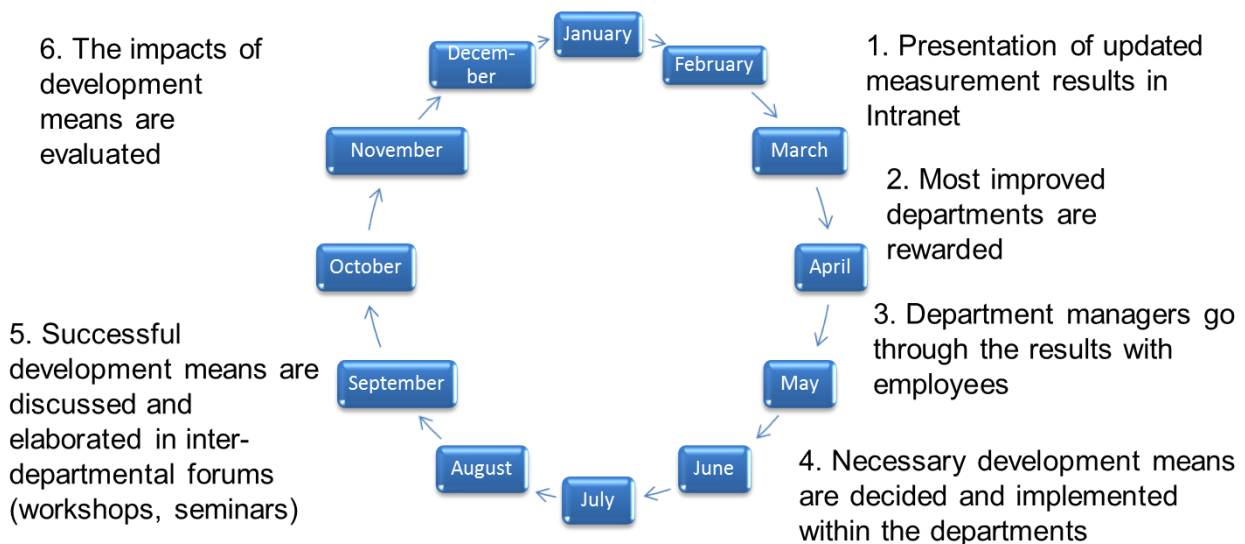 January
February
March
April
May
June
July
August
September
October
November
Decem-
ber
1. Presentation of updated
measurement results in
Intranet
2. Most improved
departments are
rewarded
3. Department managers go
through the results with
employees
4. Necessary development means
are decided and implemented
within the departments
5. Successful
development means are
discussed and
elaborated in inter-
departmental forums
(workshops, seminars)
6. The impacts of
development
means are
evaluated